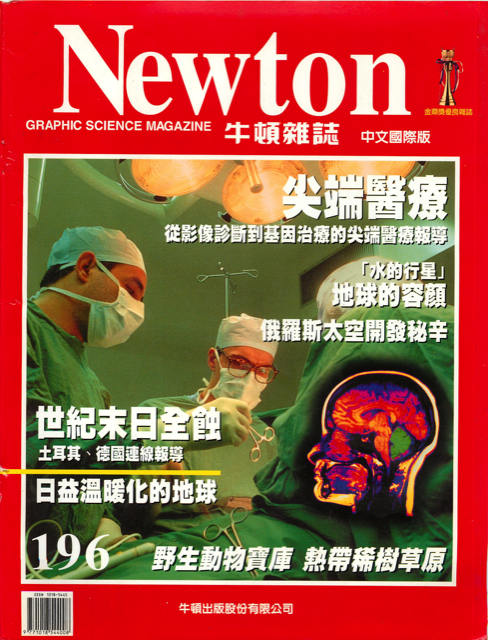 Newton
GRAPHIC SCIENCE MAGAZINE 牛頓雜誌 中文國際版
金鼎獎優良雜誌
尖端醫療
從影像診斷到基因治療的尖端醫療報導
「水的行星」
地球的容顏
俄羅斯太空開發秘辛
世紀末日全蝕
土耳其、德國連線報導
日益溫暖化的地球
196
野生動物寶庫 熱帶稀樹草原
ISSN 1018-5445
牛頓出版股份有限公司